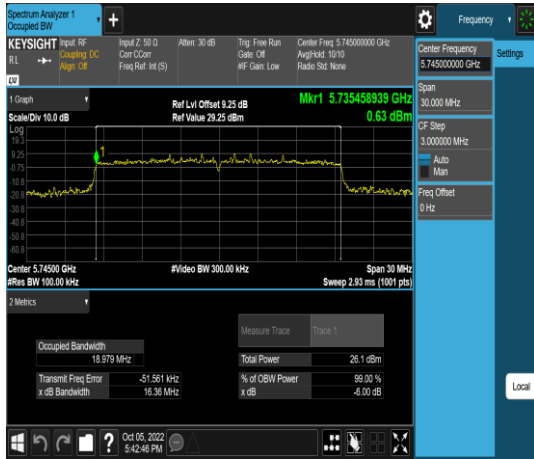 Spectrum Analyzer 1
Occupied BW
+
Frequency
KEYSIGHT
RL
LXI
Input: RF
Coupling: DC
Align: Off
Input Z: 50 Ω
Corr CCorr
Freq Ref: Int (S)
Atten: 30 dB
Trig: Free Run
Gate: Off
#IF Gain: Low
Center Freq: 5.745000000 GHz
Avg|Hold: 10/10
Radio Std: None
Center Frequency
5.745000000 GHz
Settings
Span
30.000 MHz
CF Step
3.000000 MHz
Auto
Man
Freq Offset
0 Hz
Local
1 Graph
Scale/Div 10.0 dB
Ref Lvl Offset 9.25 dB
Ref Value 29.25 dBm
Mkr1 5.735458939 GHz
0.63 dBm
Log
19.3
9.25
-0.75
-10.8
-20.8
-30.8
-40.8
-50.8
-60.8
1
Center 5.74500 GHz
#Video BW 300.00 kHz
Span 30 MHz
#Res BW 100.00 kHz
Sweep 2.93 ms (1001 pts)
2 Metrics
Measure Trace
Trace 1
Occupied Bandwidth
18.979 MHz
Total Power
26.1 dBm
Transmit Freq Error
-51.561 kHz
% of OBW Power
99.00 %
x dB Bandwidth
16.36 MHz
x dB
-6.00 dB
?
Oct 05, 2022
5:42:46 PM